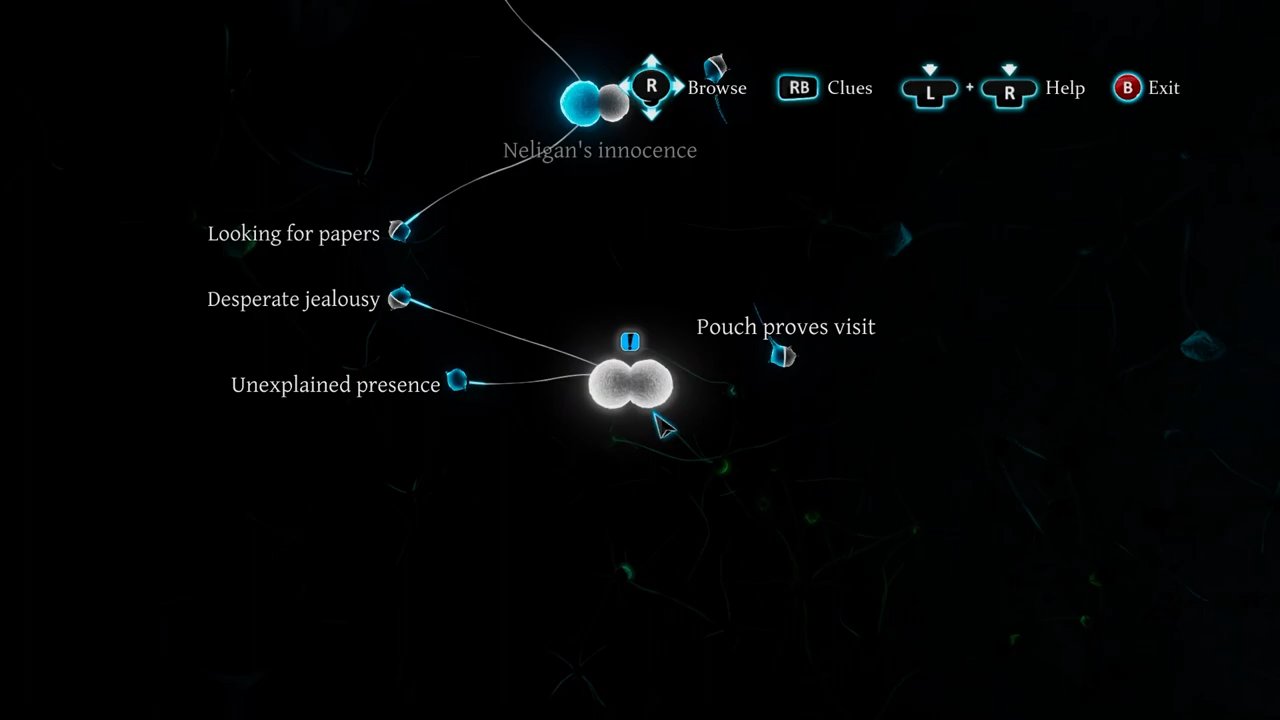 R Browse RB Clues L + R Help B Exit
Neligan's innocence
Looking for papers
Desperate jealousy
Pouch proves visit
!
Unexplained presence